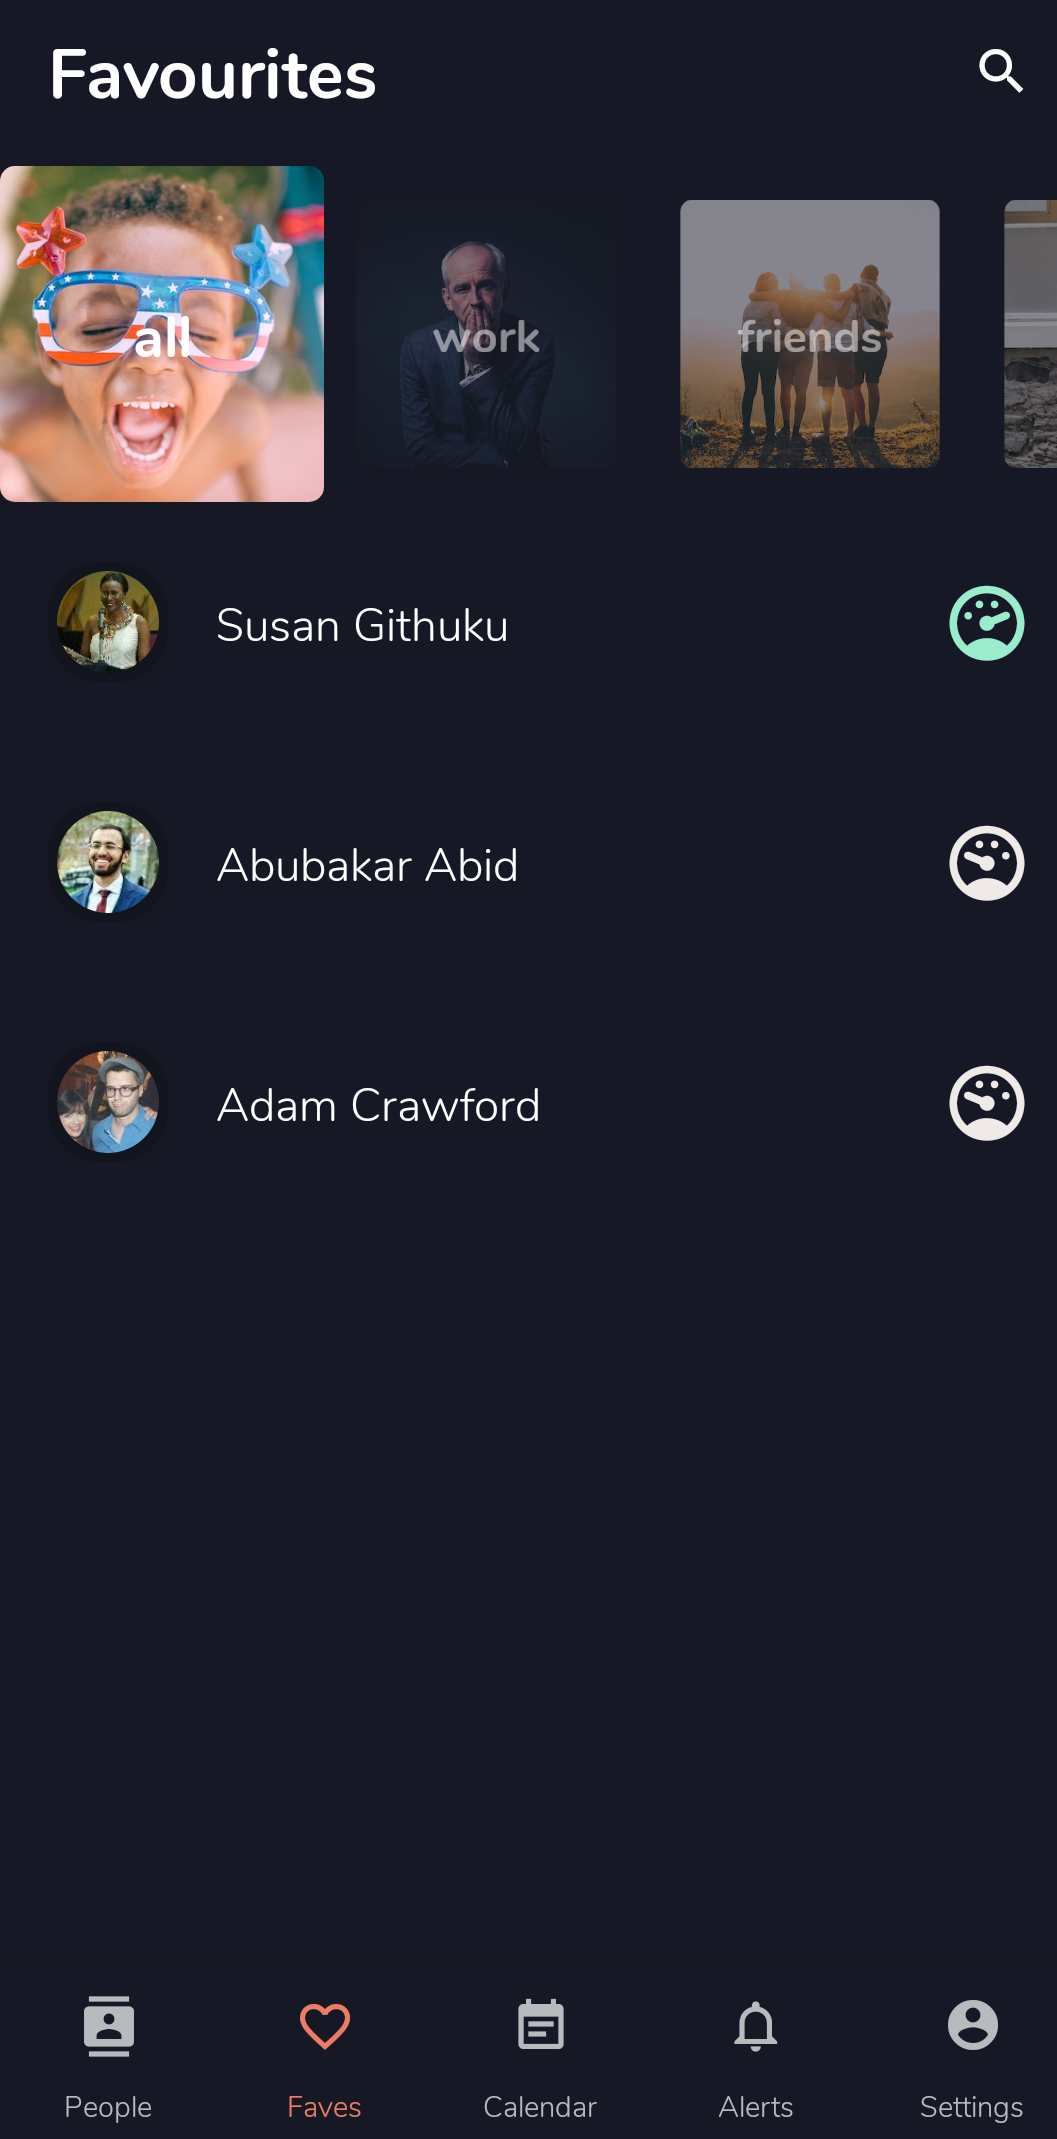 Favourites
all
work
friends
Susan Githuku
Abubakar Abid
Adam Crawford
People
Faves
Calendar
Alerts
Settings